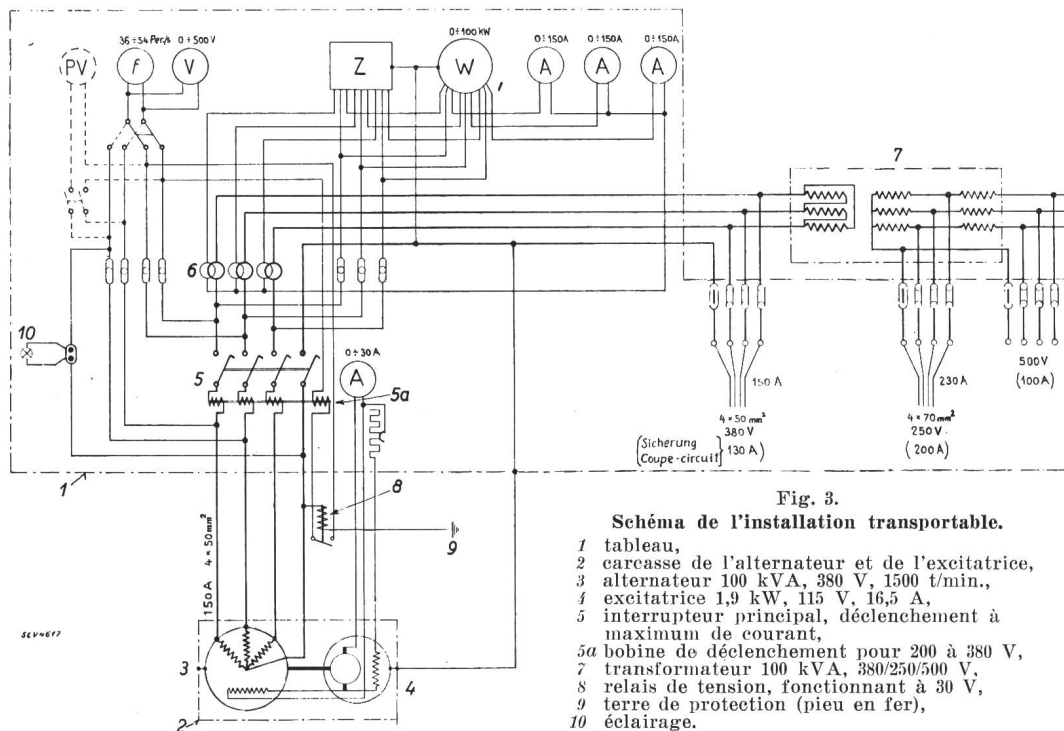 36 ÷ 54 Per./s
0 ÷ 500 V
0 ÷ 100 kW
0 ÷ 150A
0 ÷ 150A
0 ÷ 150A
PV
f
V
Z
W
A
A
A
7
6
10
5
0 ÷ 30 A
A
5a
150 A
4 × 50 mm²
380 V
(Sicherung
Coupe-circuit} 130 A)
230 A
4 × 70 mm²
250 V
(200 A)
500 V
(100 A)
1
8
9
150 A 4 × 50 mm²
SEV4617
3
4
2
Fig. 3.
Schéma de l'installation transportable.
1 tableau,
2 carcasse de l'alternateur et de l'excitatrice,
3 alternateur 100 kVA, 380 V, 1500 t/min.,
4 excitatrice 1,9 kW, 115 V, 16,5 A,
5 interrupteur principal, déclenchement à
maximum de courant,
5a bobine de déclenchement pour 200 à 380 V,
7 transformateur 100 kVA, 380/250/500 V,
8 relais de tension, fonctionnant à 30 V,
9 terre de protection (pieu en fer),
10 éclairage.